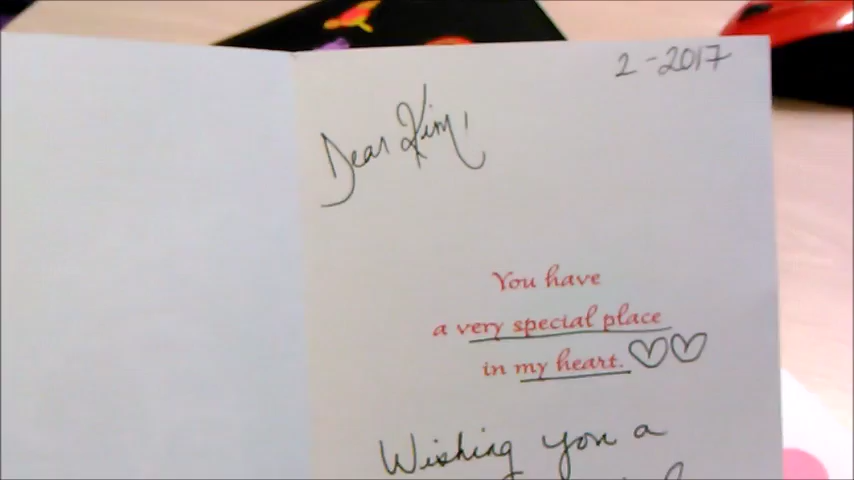 2-2017
Dear Kim,
You have
a very special place
in my heart.
Wishing you a